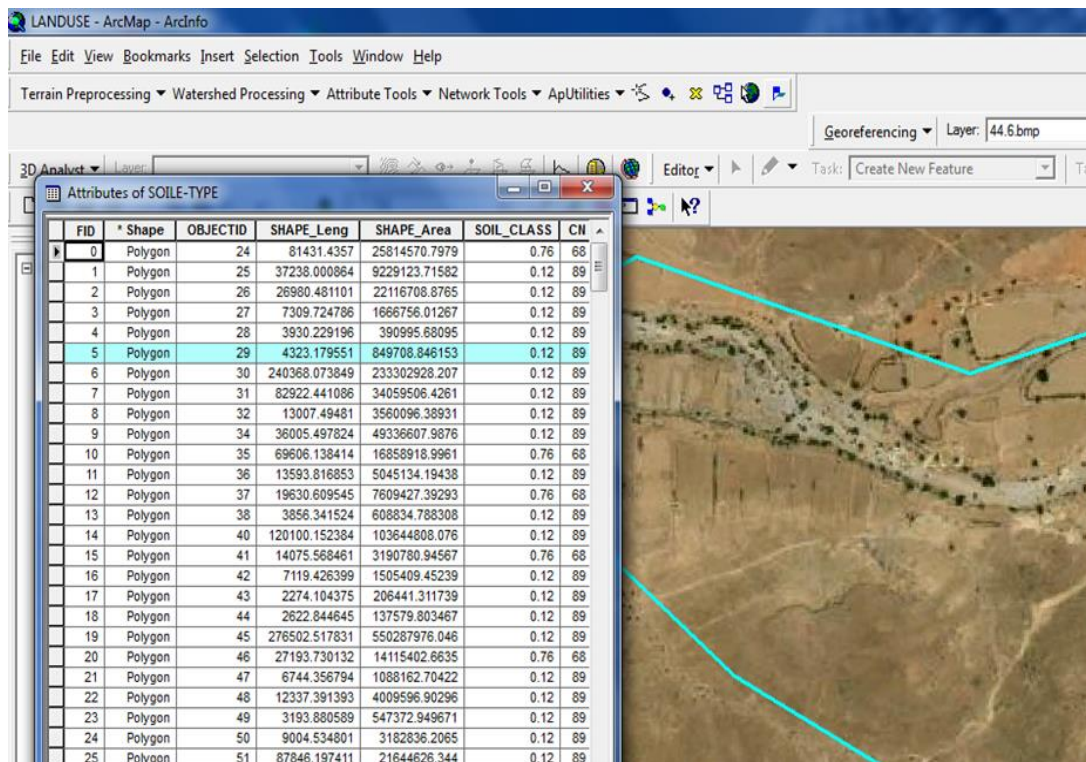 LANDUSE - ArcMap - ArcInfo
File Edit View Bookmarks Insert Selection Tools Window Help
Terrain Preprocessing Watershed Processing Attribute Tools Network Tools ApUtilities
Georeferencing Layer: 44.6.bmp
3D Analyst Layer: Editor Task: Create New Feature
Attributes of SOILE-TYPE
FID * Shape OBJECTID SHAPE_Leng SHAPE_Area SOIL_CLASS CN
0 Polygon 24 81431.4357 25814570.7979 0.76 68
1 Polygon 25 37238.000864 9229123.71582 0.12 89
2 Polygon 26 26980.481101 22116708.8765 0.12 89
3 Polygon 27 7309.724786 1666756.01267 0.12 89
4 Polygon 28 3930.229196 390995.68095 0.12 89
5 Polygon 29 4323.179551 849708.846153 0.12 89
6 Polygon 30 240368.073849 233302928.207 0.12 89
7 Polygon 31 82922.441086 34059506.4261 0.12 89
8 Polygon 32 13007.49481 3560096.38931 0.12 89
9 Polygon 34 36005.497824 49336607.9876 0.12 89
10 Polygon 35 69606.138414 16858918.9961 0.76 68
11 Polygon 36 13593.816853 5045134.19438 0.12 89
12 Polygon 37 19630.609545 7609427.39293 0.76 68
13 Polygon 38 3856.341524 608834.788308 0.12 89
14 Polygon 40 120100.152384 103644808.076 0.12 89
15 Polygon 41 14075.568461 3190780.94567 0.76 68
16 Polygon 42 7119.426399 1505409.45239 0.12 89
17 Polygon 43 2274.104375 206441.311739 0.12 89
18 Polygon 44 2622.844645 137579.803467 0.12 89
19 Polygon 45 276502.517831 550287976.046 0.12 89
20 Polygon 46 27193.730132 14115402.6635 0.76 68
21 Polygon 47 6744.356794 1088162.70422 0.12 89
22 Polygon 48 12337.391393 4009596.90296 0.12 89
23 Polygon 49 3193.880589 547372.949671 0.12 89
24 Polygon 50 9004.534801 3182836.2065 0.12 89
25 Polygon 51 87846.197411 21644626.344 0.12 89